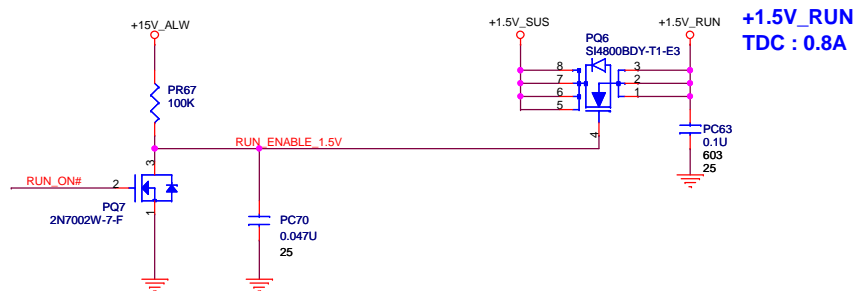 +15V_ALW
+1.5V_SUS
+1.5V_RUN
+1.5V_RUN
TDC : 0.8A
PQ6
SI4800BDY-T1-E3
8
7
6
5
3
2
1
4
PR67
100K
RUN_ENABLE_1.5V
PC63
0.1U
603
25
3
RUN_ON#
2
1
PQ7
2N7002W-7-F
PC70
0.047U
25